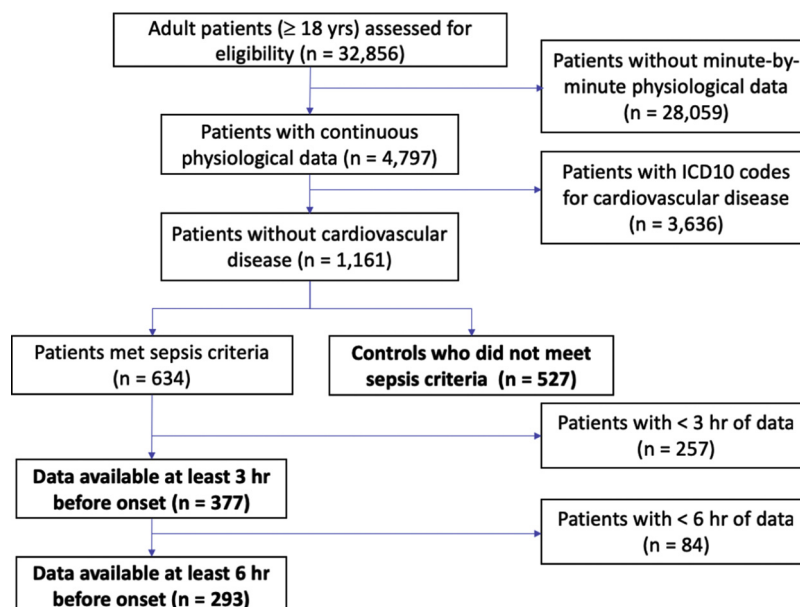 Adult patients (≥ 18 yrs) assessed for
eligibility (n = 32,856)
Patients without minute-by-
minute physiological data
(n = 28,059)
Patients with continuous
physiological data (n = 4,797)
Patients with ICD10 codes
for cardiovascular disease
(n = 3,636)
Patients without cardiovascular
disease (n = 1,161)
Patients met sepsis criteria
(n = 634)
Controls who did not meet
sepsis criteria (n = 527)
Patients with < 3 hr of data
(n = 257)
Data available at least 3 hr
before onset (n = 377)
Patients with < 6 hr of data
(n = 84)
Data available at least 6 hr
before onset (n = 293)